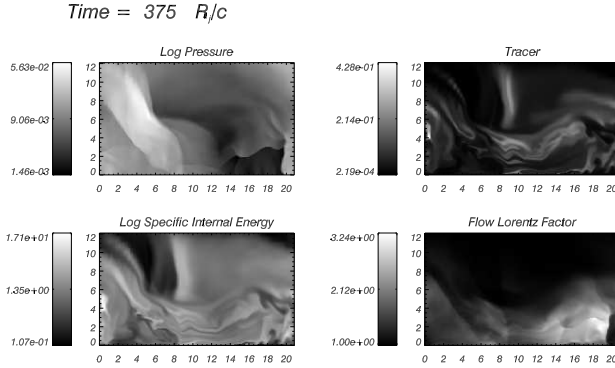 Time = 375 R/c
Log Pressure
5.63e-02
9.06e-03
1.46e-03
12
10
8
6
4
2
0
0 2 4 6 8 10 12 14 16 18 20
Tracer
4.28e-01
2.14e-01
2.19e-04
12
10
8
6
4
2
0
0 2 4 6 8 10 12 14 16 18 20
Log Specific Internal Energy
1.71e+01
1.35e+00
1.07e-01
12
10
8
6
4
2
0
0 2 4 6 8 10 12 14 16 18 20
Flow Lorentz Factor
3.24e+00
2.12e+00
1.00e+00
12
10
8
6
4
2
0
0 2 4 6 8 10 12 14 16 18 20